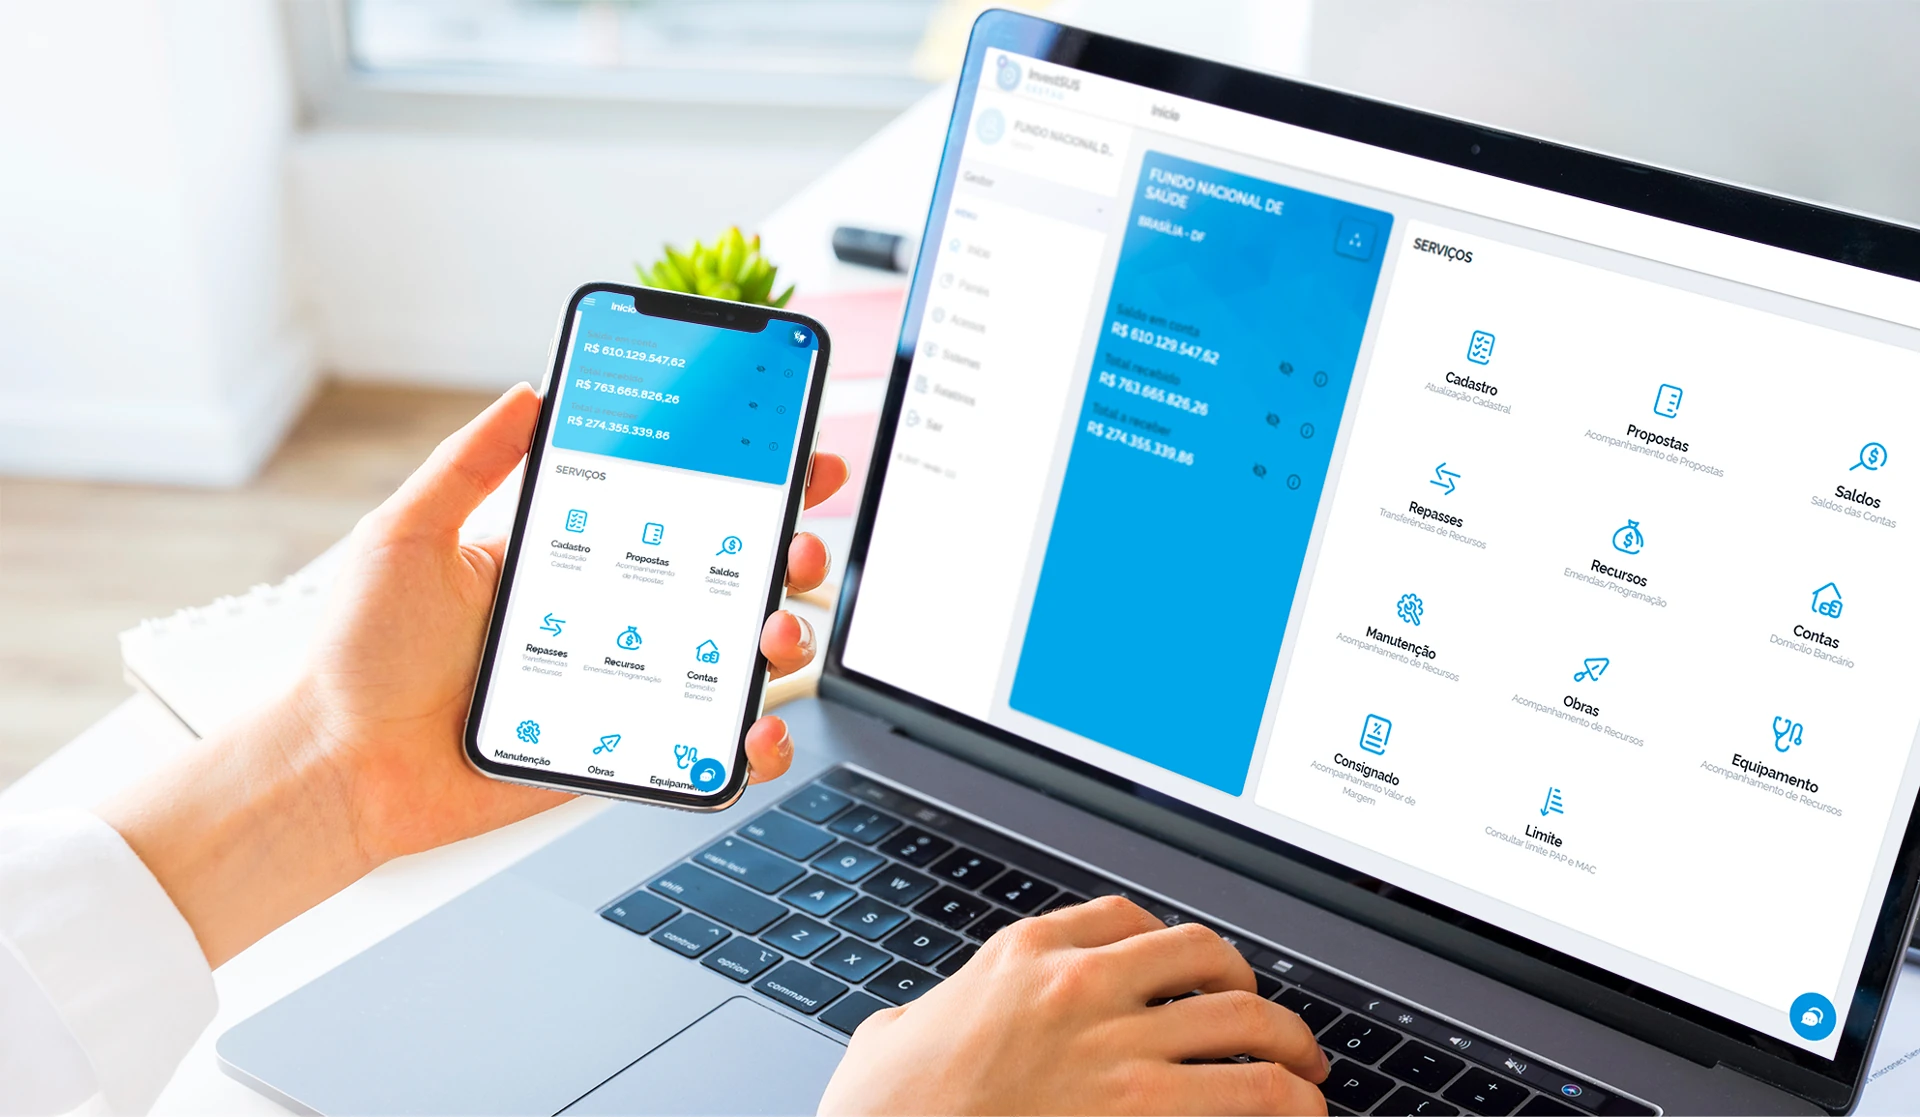 Início
Saldo em conta
R$ 610.129.547,62
Total recebido
R$ 763.665.826,26
Total a receber
R$ 274.355.339,86
SERVIÇOS
Cadastro
Atualização
Cadastral
Propostas
Acompanhamento
de Propostas
Saldos
Saldos das
Contas
Repasses
Transferências
de Recursos
Recursos
Emendas/Programação
Contas
Domicílio
Bancário
Manutenção
Obras
Equipamen
InvestSUS
GESTÃO
Início
FUNDO NACIONAL D...
Gestor
MENU
Início
Painéis
Acessos
Sistemas
Relatórios
Sair
FUNDO NACIONAL DE
SAÚDE
BRASÍLIA - DF
Saldo em conta
R$ 610.129.547,62
Total recebido
R$ 763.665.826,26
Total a receber
R$ 274.355.339,86
SERVIÇOS
Cadastro
Atualização Cadastral
Propostas
Acompanhamento de Propostas
Saldos
Saldos das Contas
Repasses
Transferências de Recursos
Recursos
Emendas/Programação
Contas
Domicílio Bancário
Manutenção
Acompanhamento de Recursos
Obras
Acompanhamento de Recursos
Equipamento
Acompanhamento de Recursos
Consignado
Acompanhamento Valor de
Margem
Limite
Consultar limite PAP e MAC
tab
Q
W
E
caps lock
A
S
D
shift
Z
X
C
fn
control
option
command
P